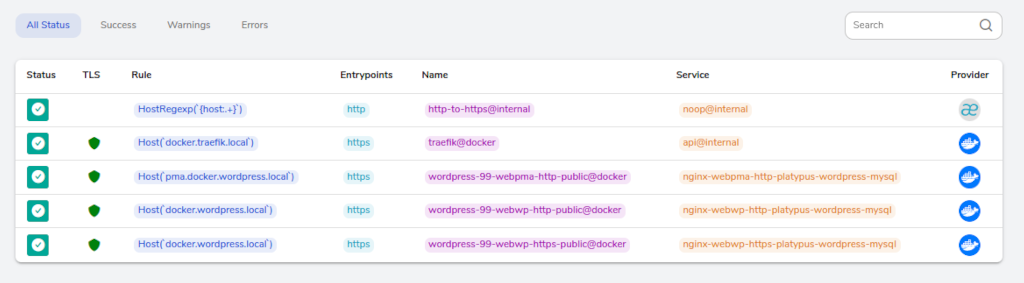 All Status Success Warnings Errors Search
Status TLS Rule Entrypoints Name Service Provider
HostRegexp(`{host:.+}`) http http-to-https@internal noop@internal æ
Host(`docker.traefik.local`) https traefik@docker api@internal
Host(`pma.docker.wordpress.local`) https wordpress-99-webpma-http-public@docker nginx-webpma-http-platypus-wordpress-mysql
Host(`docker.wordpress.local`) https wordpress-99-webwp-http-public@docker nginx-webwp-http-platypus-wordpress-mysql
Host(`docker.wordpress.local`) https wordpress-99-webwp-https-public@docker nginx-webwp-https-platypus-wordpress-mysql